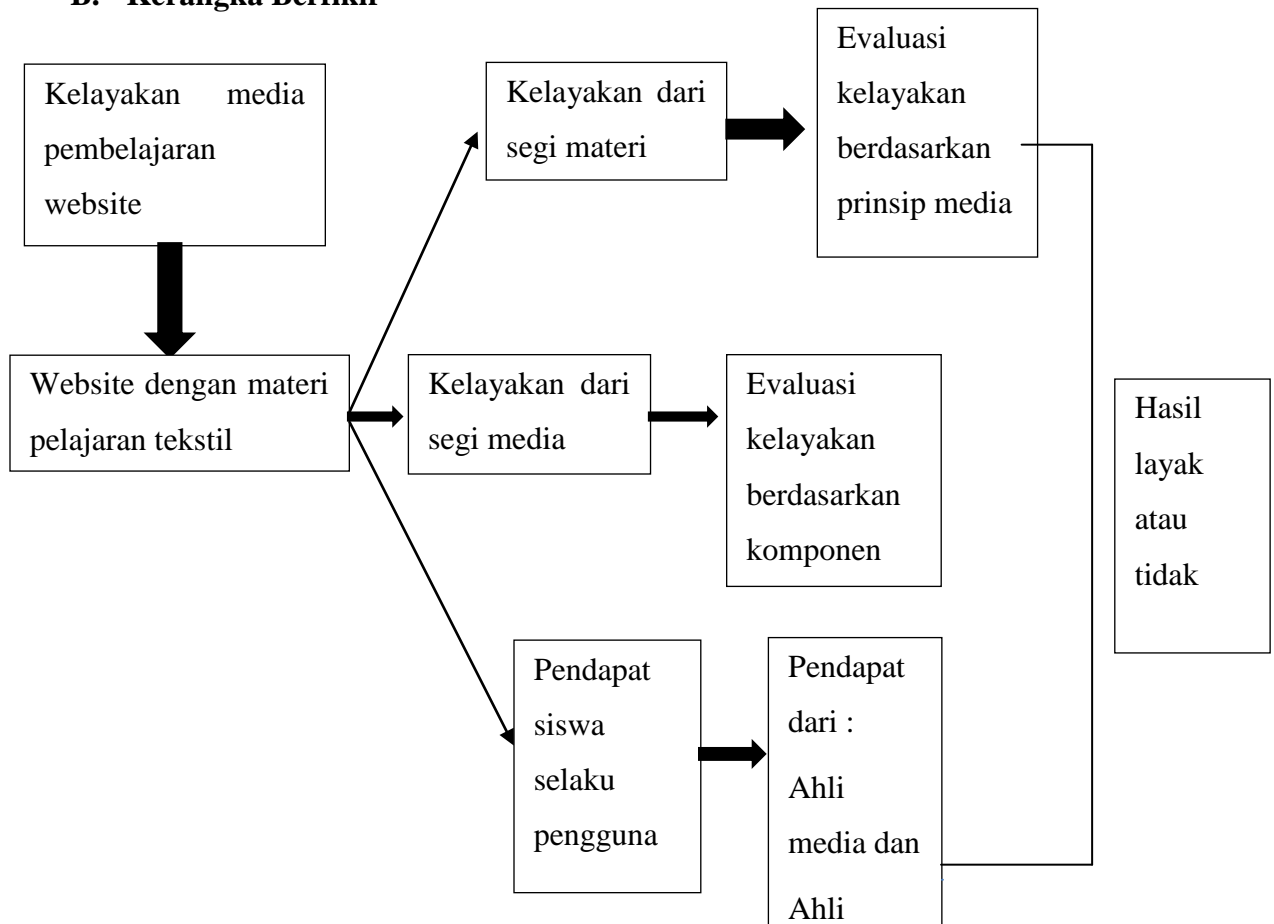 B. Kerangka Berfikir
Kelayakan media
pembelajaran
website
Website dengan materi
pelajaran tekstil
Kelayakan dari
segi materi
Evaluasi
kelayakan
berdasarkan
prinsip media
Kelayakan dari
segi media
Evaluasi
kelayakan
berdasarkan
komponen
Pendapat
siswa
selaku
pengguna
Pendapat
dari :
Ahli
media dan
Ahli
Hasil
layak
atau
tidak